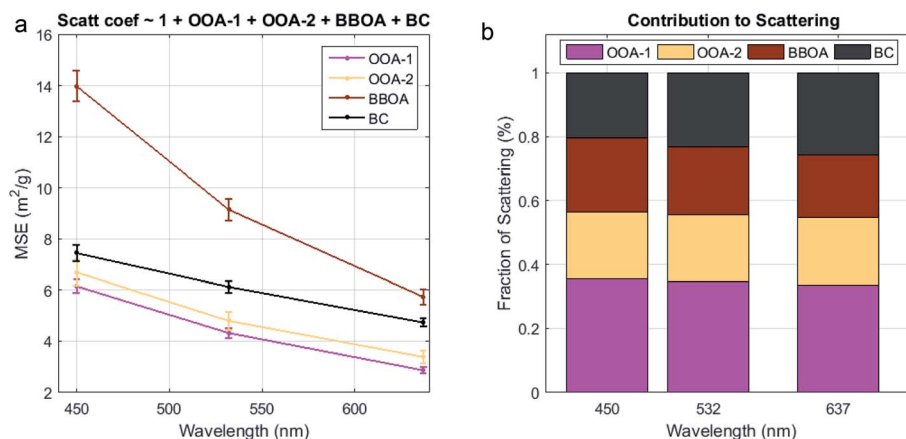 a
Scatt coef ~ 1 + OOA-1 + OOA-2 + BBOA + BC
16
14
12
10
8
6
4
2
MSE (m²/g)
450
500
550
600
Wavelength (nm)
OOA-1
OOA-2
BBOA
BC
b
Contribution to Scattering
OOA-1 OOA-2 BBOA BC
1
0.8
0.6
0.4
0.2
0
Fraction of Scattering (%)
450
532
637
Wavelength (nm)